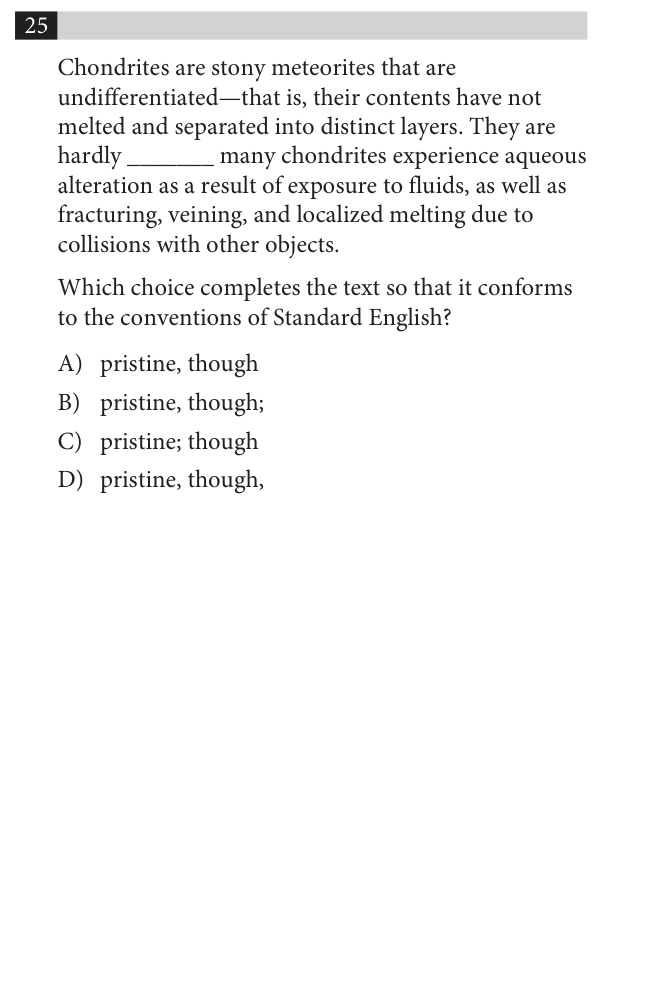 25
Chondrites are stony meteorites that are
undifferentiated—that is, their contents have not
melted and separated into distinct layers. They are
hardly _______ many chondrites experience aqueous
alteration as a result of exposure to fluids, as well as
fracturing, veining, and localized melting due to
collisions with other objects.
Which choice completes the text so that it conforms
to the conventions of Standard English?
A) pristine, though
B) pristine, though;
C) pristine; though
D) pristine, though,